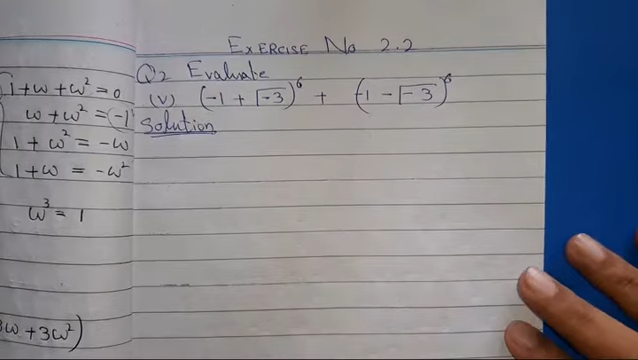 EXERCISE No 2.2
Q2 Evaluate
(v) (-1 + √-3)^6 + (-1 - √-3)^6
Solution
1 + ω + ω² = 0
ω + ω² = (-1
1 + ω² = -ω
1 + ω = -ω²
ω³ = 1
3ω + 3ω²)